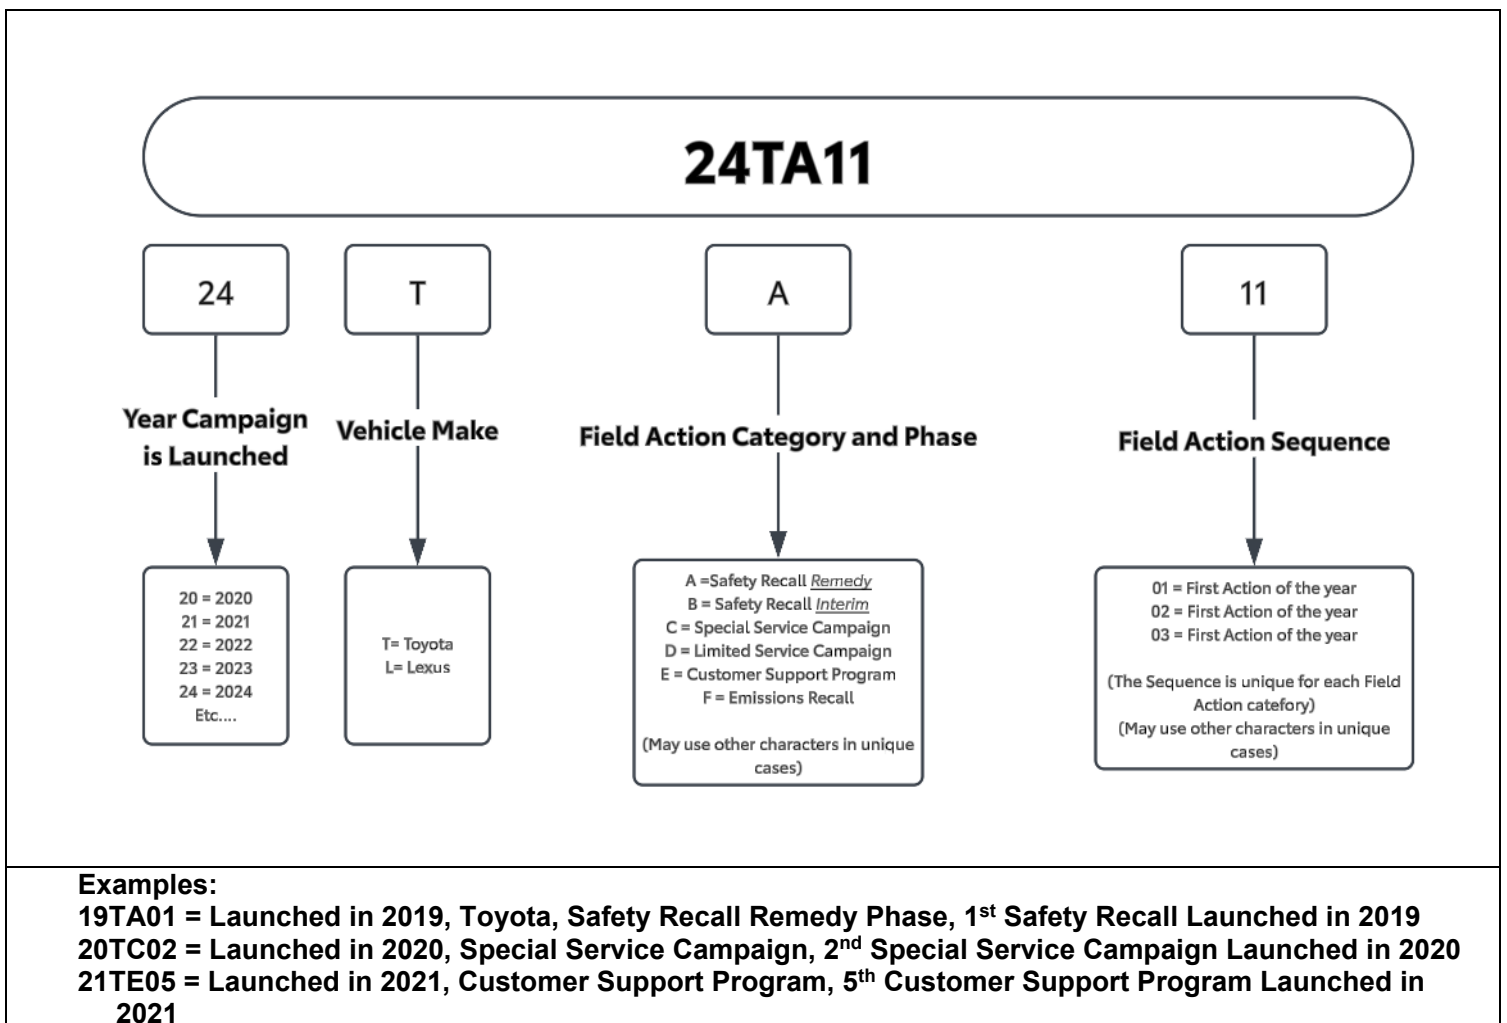 24TA11
24
T
A
11
Year Campaign
is Launched
Vehicle Make
Field Action Category and Phase
Field Action Sequence
20 = 2020
21 = 2021
22 = 2022
23 = 2023
24 = 2024
Etc....
T= Toyota
L= Lexus
A =Safety Recall Remedy
B = Safety Recall Interim
C = Special Service Campaign
D = Limited Service Campaign
E = Customer Support Program
F = Emissions Recall
(May use other characters in unique
cases)
01 = First Action of the year
02 = First Action of the year
03 = First Action of the year
(The Sequence is unique for each Field
Action catefory)
(May use other characters in unique
cases)
Examples:
19TA01 = Launched in 2019, Toyota, Safety Recall Remedy Phase, 1st Safety Recall Launched in 2019
20TC02 = Launched in 2020, Special Service Campaign, 2nd Special Service Campaign Launched in 2020
21TE05 = Launched in 2021, Customer Support Program, 5th Customer Support Program Launched in
2021